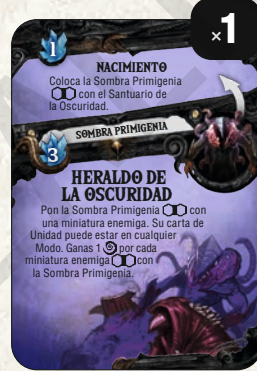 ×1
1
NACIMIENTO
Coloca la Sombra Primigenia
con el Santuario de
la Oscuridad.
SOMBRA PRIMIGENIA
3
HERALDO DE
LA OSCURIDAD
Pon la Sombra Primigenia con
una miniatura enemiga. Su carta de
Unidad puede estar en cualquier
Modo. Ganas 1 por cada
miniatura enemiga con
la Sombra Primigenia.